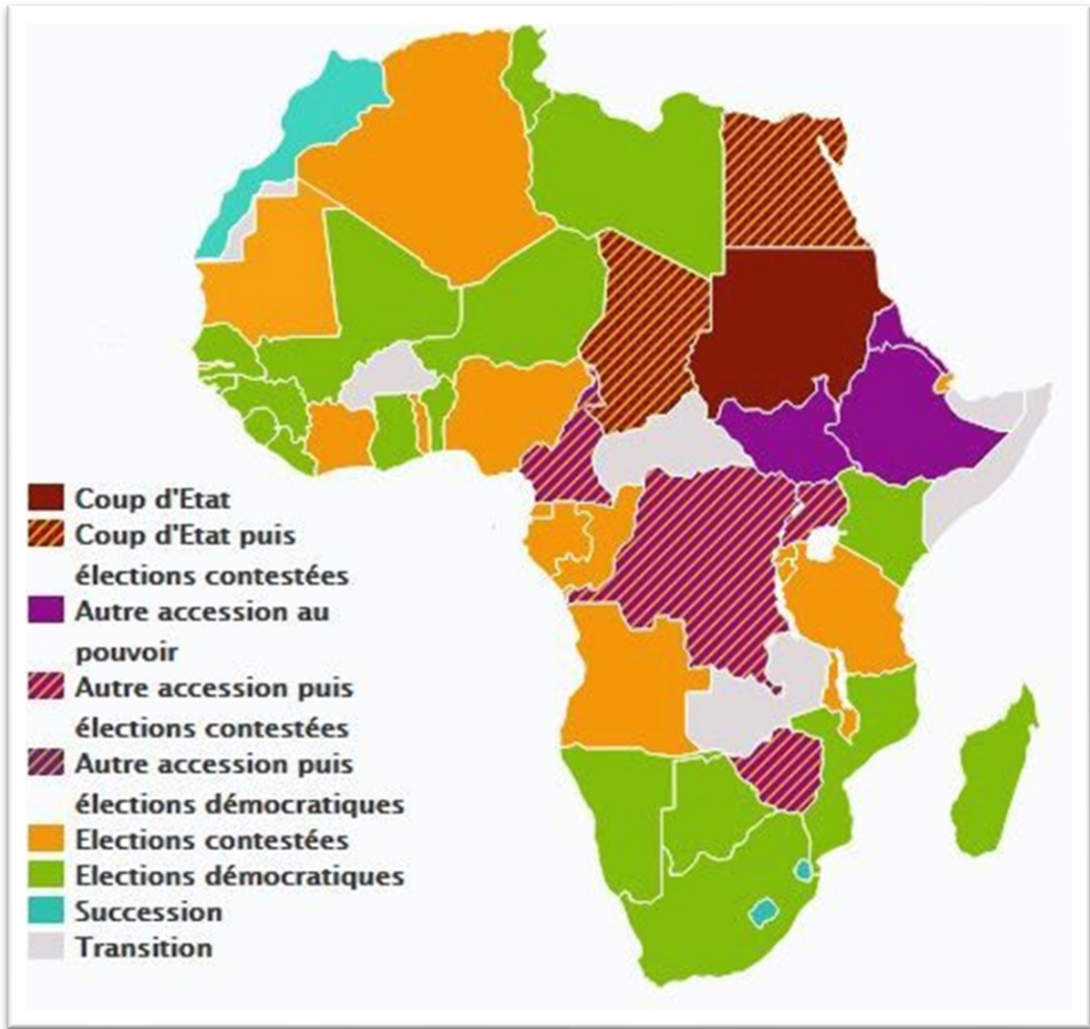 Coup d'Etat
Coup d'Etat puis
élections contestées
Autre accession au
pouvoir
Autre accession puis
élections contestées
Autre accession puis
élections démocratiques
Elections contestées
Elections démocratiques
Succession
Transition